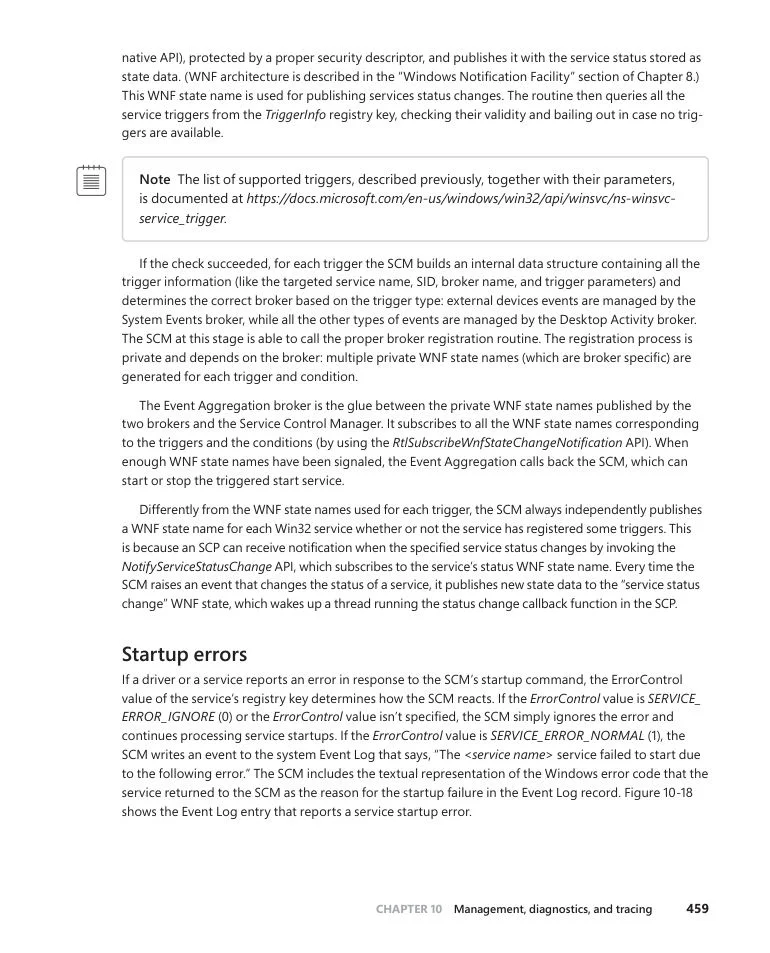 native API), protected by a proper security descriptor, and publishes it with the service status stored as
state data. (WNF architecture is described in the “Windows Notification Facility” section of Chapter 8.)
This WNF state name is used for publishing services status changes. The routine then queries all the
service triggers from the TriggerInfo registry key, checking their validity and bailing out in case no trig-
gers are available.
Note The list of supported triggers, described previously, together with their parameters,
is documented at https://docs.microsoft.com/en-us/windows/win32/api/winsvc/ns-winsvc-
service_trigger.
If the check succeeded, for each trigger the SCM builds an internal data structure containing all the
trigger information (like the targeted service name, SID, broker name, and trigger parameters) and
determines the correct broker based on the trigger type: external devices events are managed by the
System Events broker, while all the other types of events are managed by the Desktop Activity broker.
The SCM at this stage is able to call the proper broker registration routine. The registration process is
private and depends on the broker: multiple private WNF state names (which are broker specific) are
generated for each trigger and condition.
The Event Aggregation broker is the glue between the private WNF state names published by the
two brokers and the Service Control Manager. It subscribes to all the WNF state names corresponding
to the triggers and the conditions (by using the RtlSubscribeWnfStateChangeNotification API). When
enough WNF state names have been signaled, the Event Aggregation calls back the SCM, which can
start or stop the triggered start service.
Differently from the WNF state names used for each trigger, the SCM always independently publishes
a WNF state name for each Win32 service whether or not the service has registered some triggers. This
is because an SCP can receive notification when the specified service status changes by invoking the
NotifyServiceStatusChange API, which subscribes to the service’s status WNF state name. Every time the
SCM raises an event that changes the status of a service, it publishes new state data to the “service status
change” WNF state, which wakes up a thread running the status change callback function in the SCP.
Startup errors
If a driver or a service reports an error in response to the SCM’s startup command, the ErrorControl
value of the service’s registry key determines how the SCM reacts. If the ErrorControl value is SERVICE_
ERROR_IGNORE (0) or the ErrorControl value isn’t specified, the SCM simply ignores the error and
continues processing service startups. If the ErrorControl value is SERVICE_ERROR_NORMAL (1), the
SCM writes an event to the system Event Log that says, “The <service name> service failed to start due
to the following error.” The SCM includes the textual representation of the Windows error code that the
service returned to the SCM as the reason for the startup failure in the Event Log record. Figure 10-18
shows the Event Log entry that reports a service startup error.
CHAPTER 10 Management, diagnostics, and tracing 459